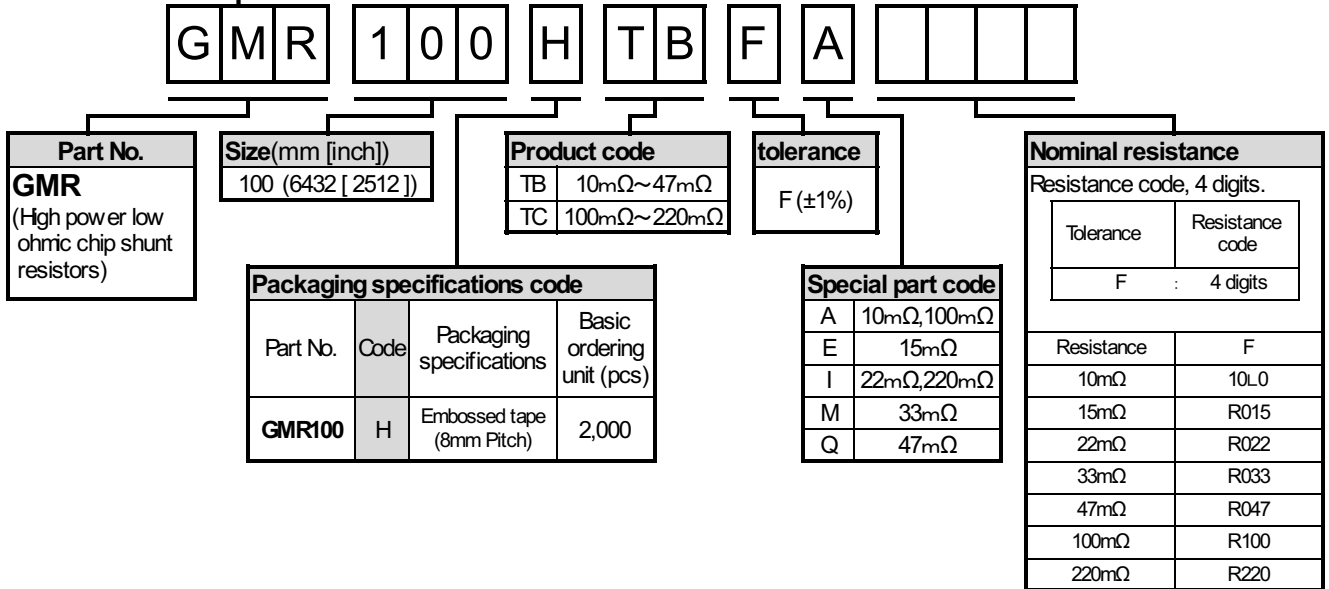 GMR 100 H TB F A
Part No.
GMR
(High power low
ohmic chip shunt
resistors)
Size(mm [inch])
100 (6432 [ 2512 ])
Product code
TB 10mΩ~47mΩ
TC 100mΩ~220mΩ
tolerance
F (±1%)
Packaging specifications code
Part No. Code Packaging specifications Basic ordering unit (pcs)
GMR100 H Embossed tape (8mm Pitch) 2,000
Special part code
A 10mΩ,100mΩ
E 15mΩ
I 22mΩ,220mΩ
M 33mΩ
Q 47mΩ
Nominal resistance
Resistance code, 4 digits.
Tolerance Resistance code
F : 4 digits
Resistance F
10mΩ 10L0
15mΩ R015
22mΩ R022
33mΩ R033
47mΩ R047
100mΩ R100
220mΩ R220